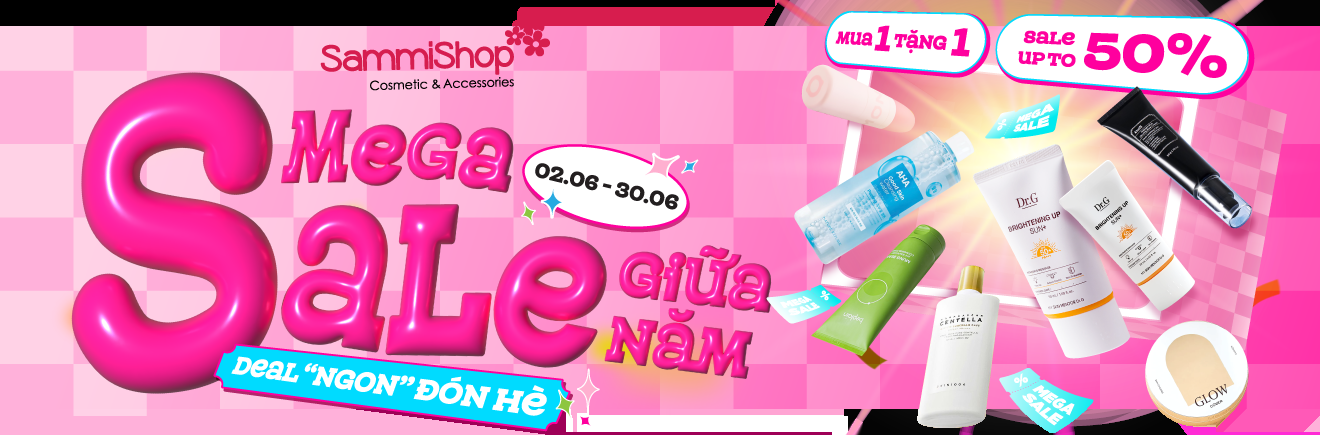 SammiShop
Cosmetic & Accessories
MeGa
SaLe
GIỮa
NĂM
02.06 - 30.06
DeaL “NGON” ĐÓN HÈ
MUa 1 TẶNG 1
SaLe
UP TO 50%
% MEGA
SALE
AHA
Dr.G
BRIGHTENING UP
SUN+
Dr.G
BRIGHTENING UP
SUN+
CENTELLA
MEGA %
SALE
% MEGA
SALE
GLOW